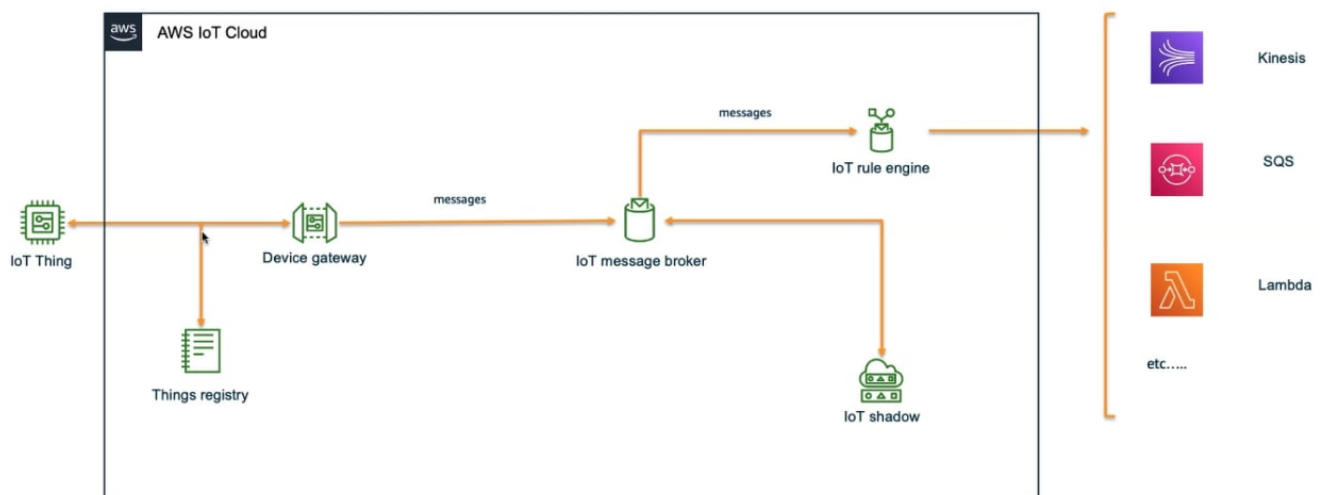 aws
AWS IoT Cloud
Kinesis
messages
IoT rule engine
SQS
messages
IoT Thing
Device gateway
IoT message broker
Lambda
etc.....
Things registry
IoT shadow